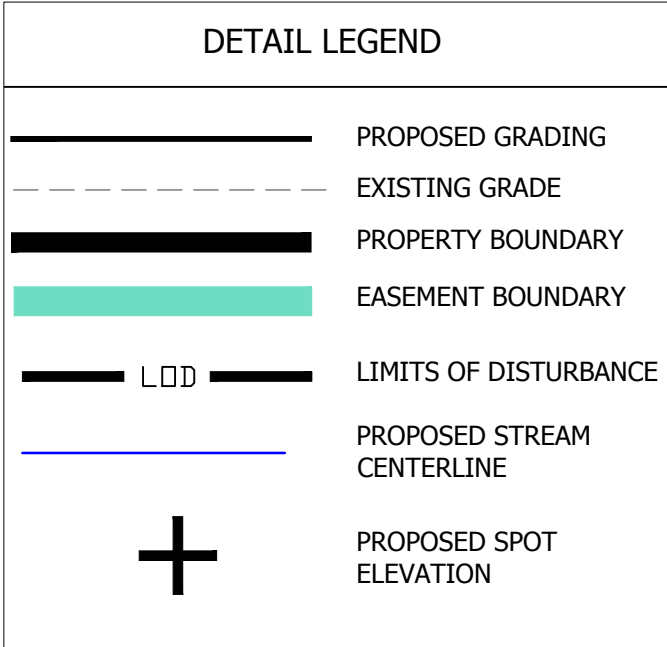 DETAIL LEGEND
PROPOSED GRADING
EXISTING GRADE
PROPERTY BOUNDARY
EASEMENT BOUNDARY
LOD LIMITS OF DISTURBANCE
PROPOSED STREAM
CENTERLINE
PROPOSED SPOT
ELEVATION